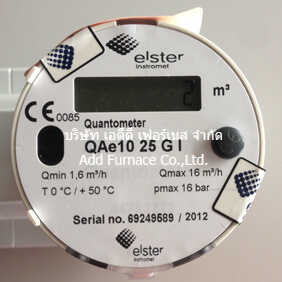 elster
Instromet
2 m³
CE 0085
Quantometer
บริษัท เอดดี เฟอร์เนส จำกัด
QAe10 25 G I
Add Furnace Co.,Ltd.
Qmin 1,6 m³/h Qmax 16 m³/h
T 0 °C / + 50 °C pmax 16 bar
Serial no. 69249589 / 2012
elster
Instromet